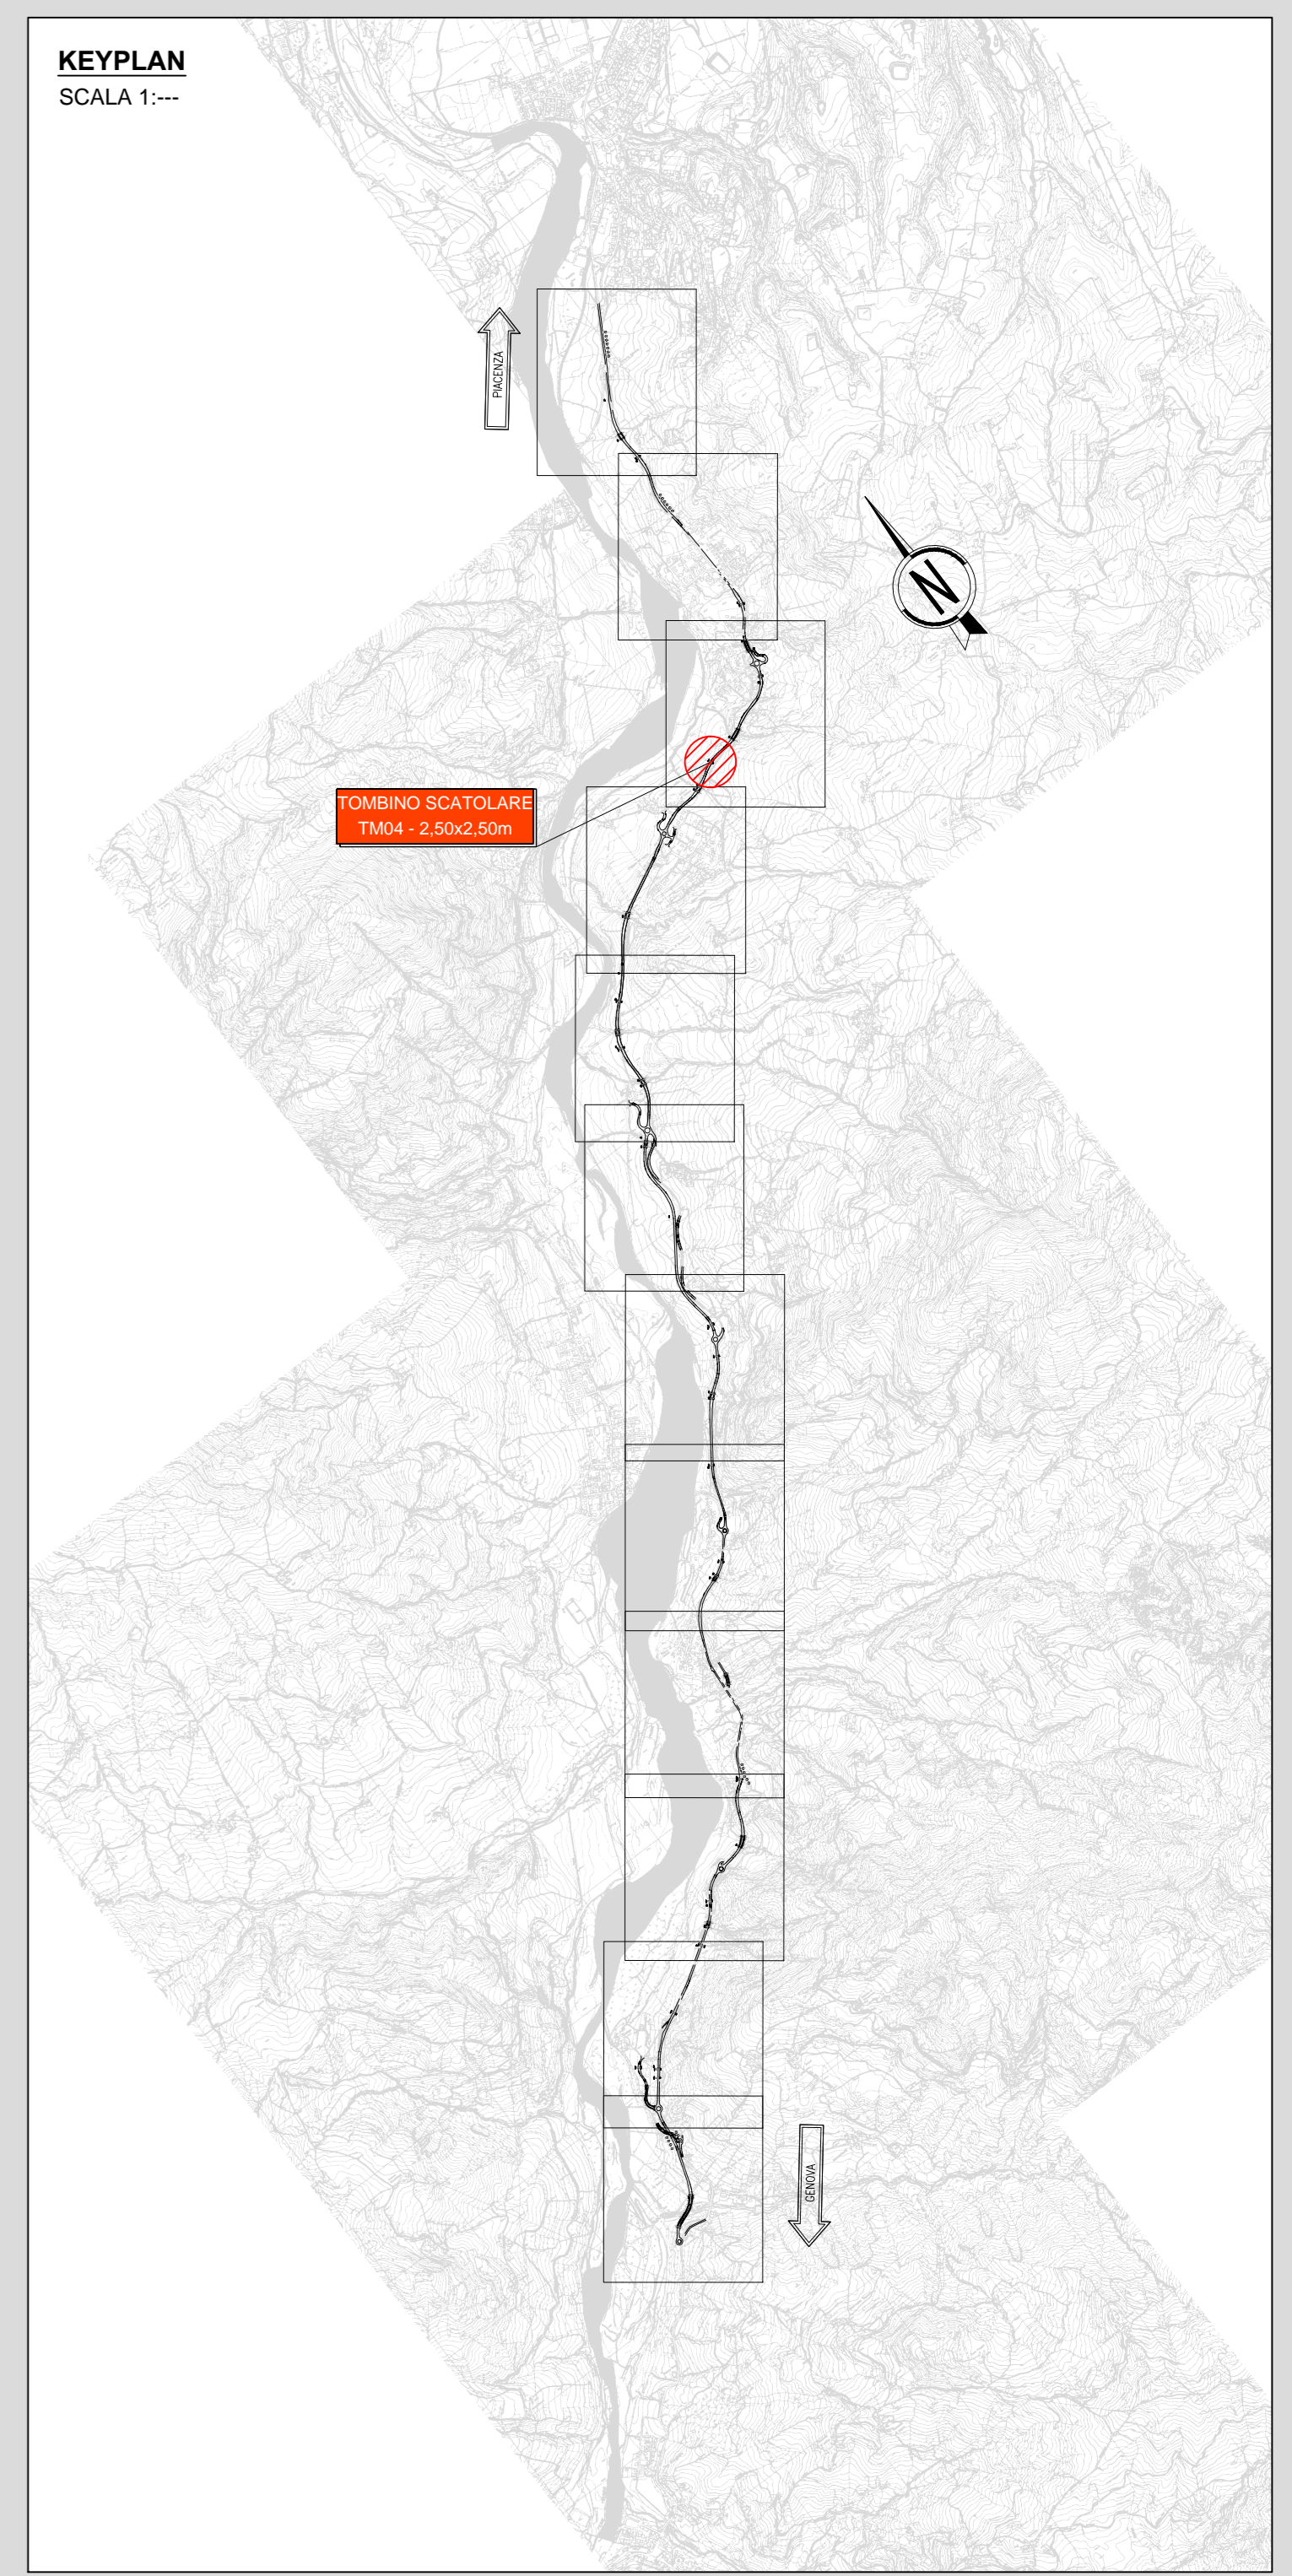 KEYPLAN
SCALA 1:---
PIACENZA
N
TOMBINO SCATOLARE
TM04 - 2,50x2,50m
GENOVA